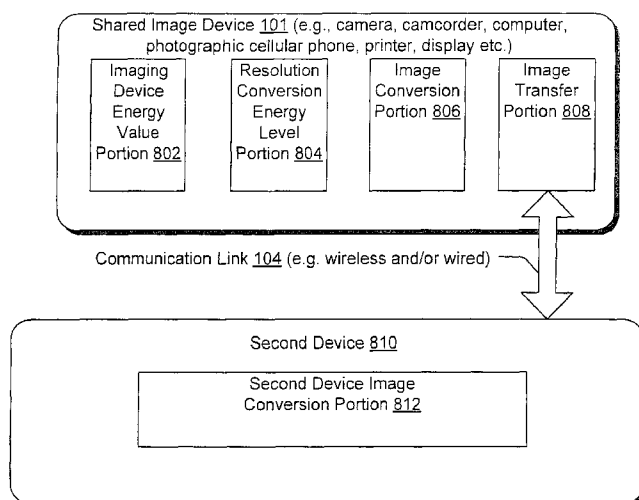 Shared Image Device 101 (e.g., camera, camcorder, computer,
photographic cellular phone, printer, display etc.)
Imaging
Device
Energy
Value
Portion 802
Resolution
Conversion
Energy
Level
Portion 804
Image
Conversion
Portion 806
Image
Transfer
Portion 808
Communication Link 104 (e.g. wireless and/or wired)
Second Device 810
Second Device Image
Conversion Portion 812